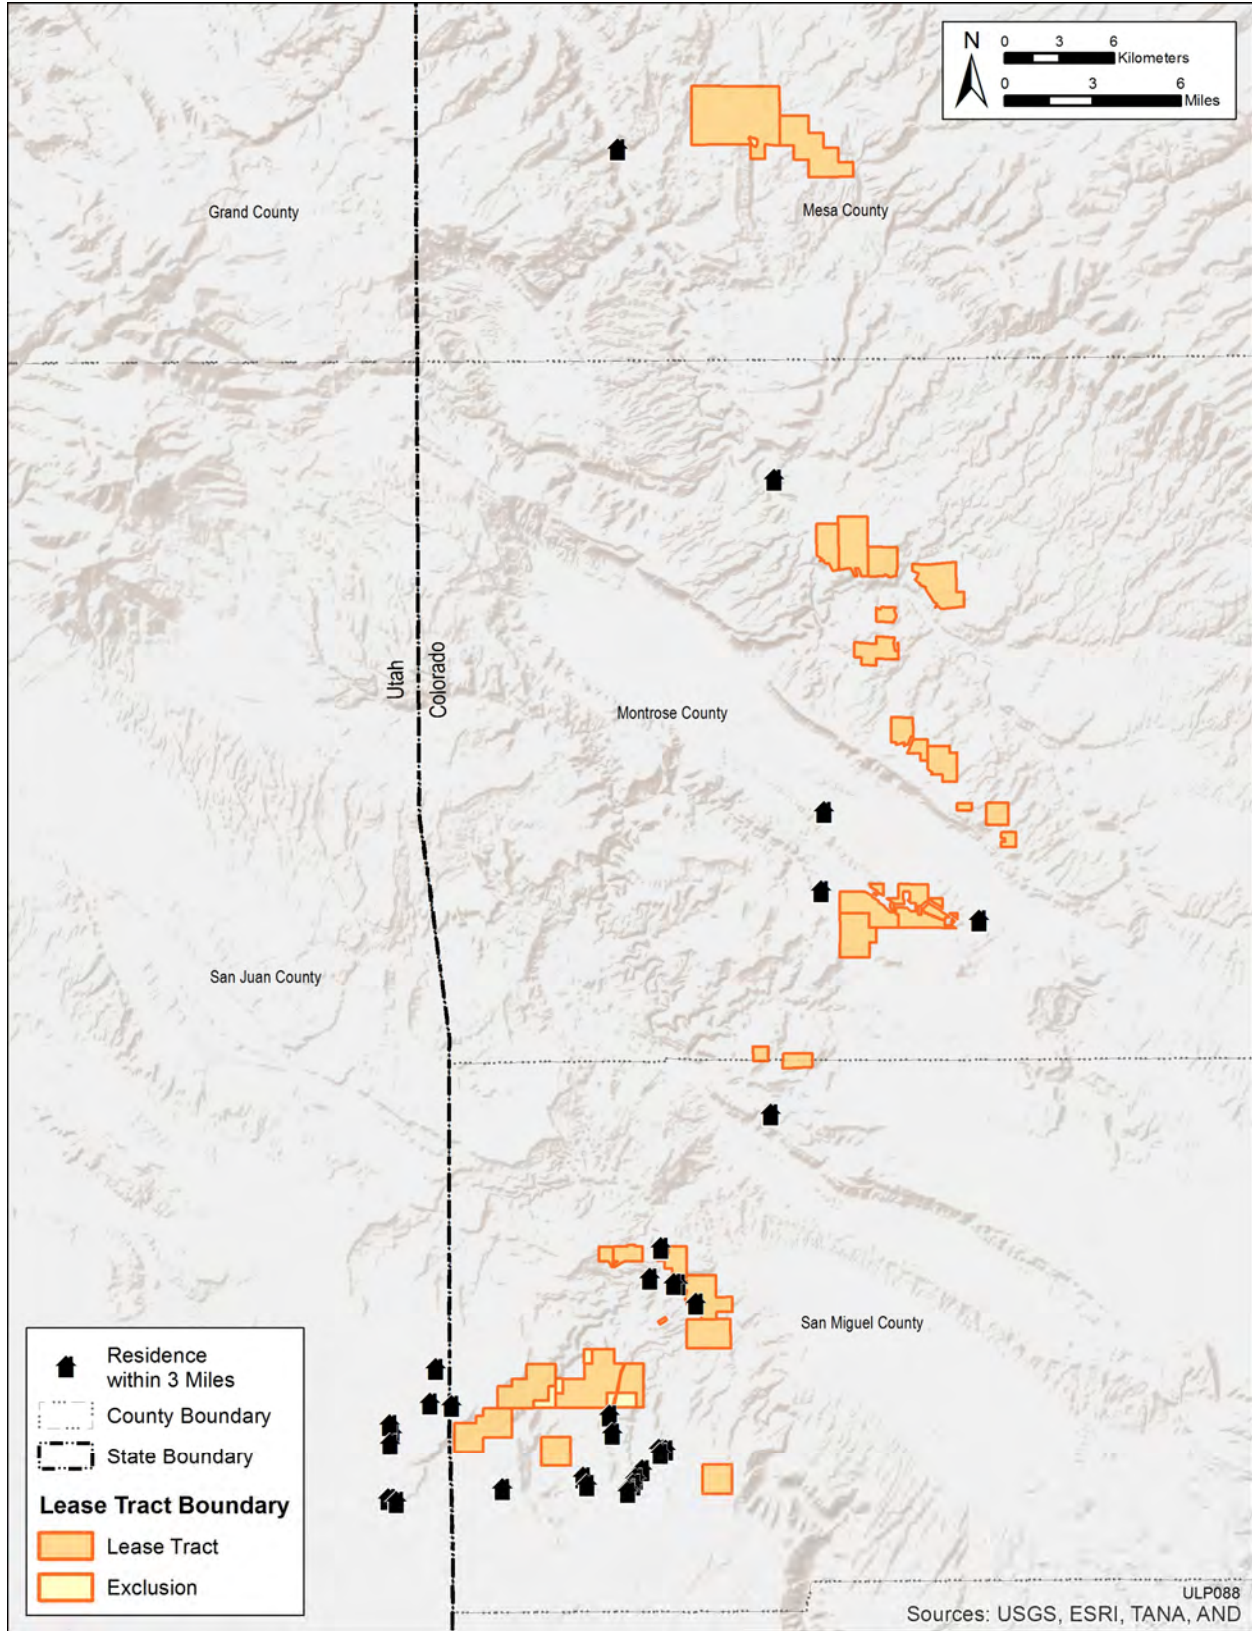 N
0 3 6
Kilometers
0 3 6
Miles
Grand County
Mesa County
Utah
Colorado
Montrose County
San Juan County
San Miguel County
Residence
within 3 Miles
County Boundary
State Boundary
Lease Tract Boundary
Lease Tract
Exclusion
ULP088
Sources: USGS, ESRI, TANA, AND